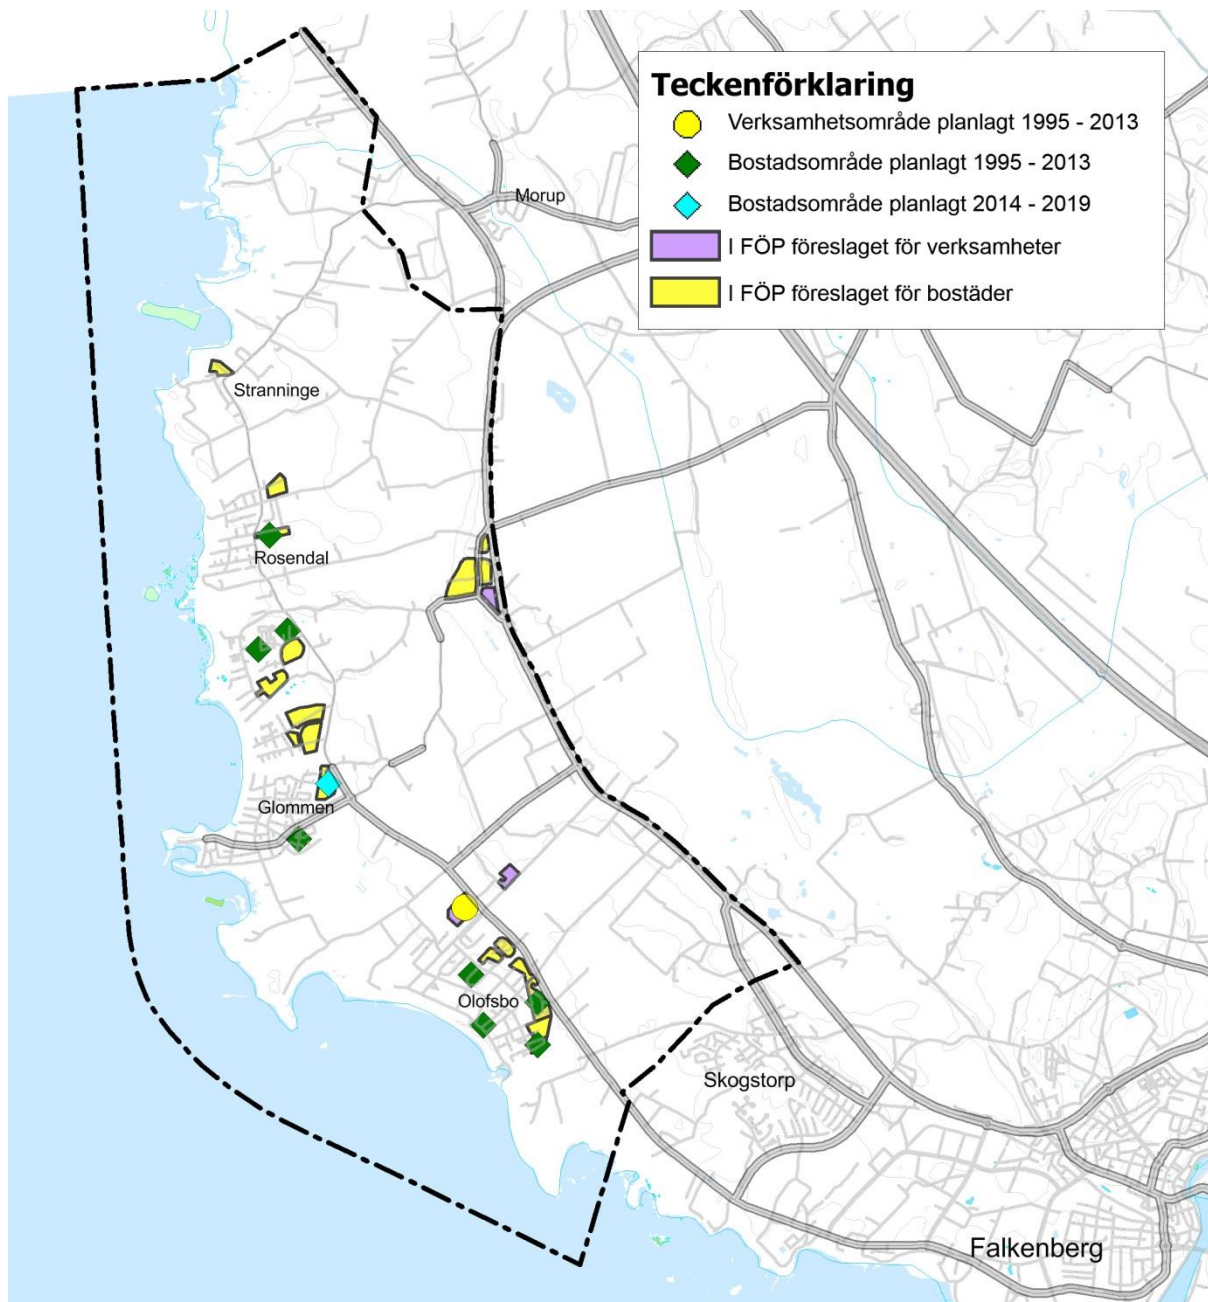 Teckenförklaring
Verksamhetsområde planlagt 1995 - 2013
Bostadsområde planlagt 1995 - 2013
Bostadsområde planlagt 2014 - 2019
I FÖP föreslaget för verksamheter
I FÖP föreslaget för bostäder
Morup
Stranninge
Rosendal
Glommen
Olofsbo
Skogstorp
Falkenberg